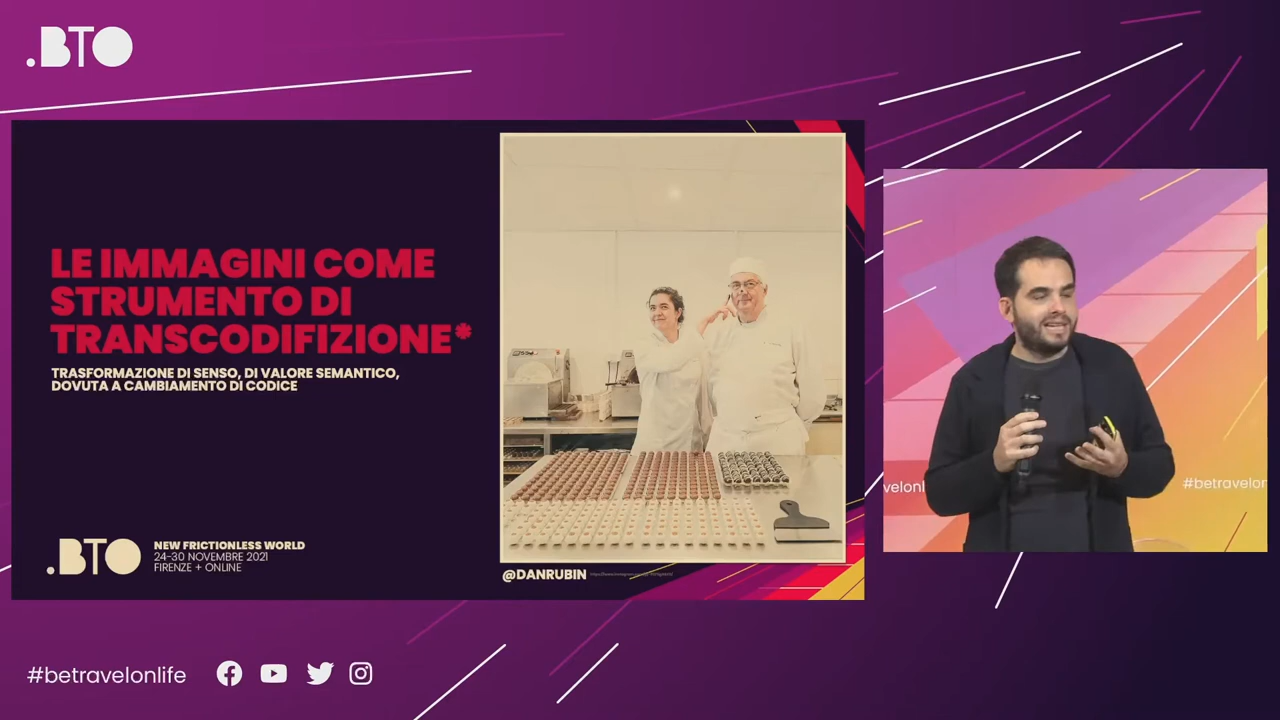 .BTO
LE IMMAGINI COME
STRUMENTO DI
TRANSCODIFIZIONE*
TRASFORMAZIONE DI SENSO, DI VALORE SEMANTICO,
DOVUTA A CAMBIAMENTO DI CODICE
.BTO
NEW FRICTIONLESS WORLD
24-30 NOVEMBRE 2021
FIRENZE + ONLINE
@DANRUBIN
#betravelon
#betravelonlife